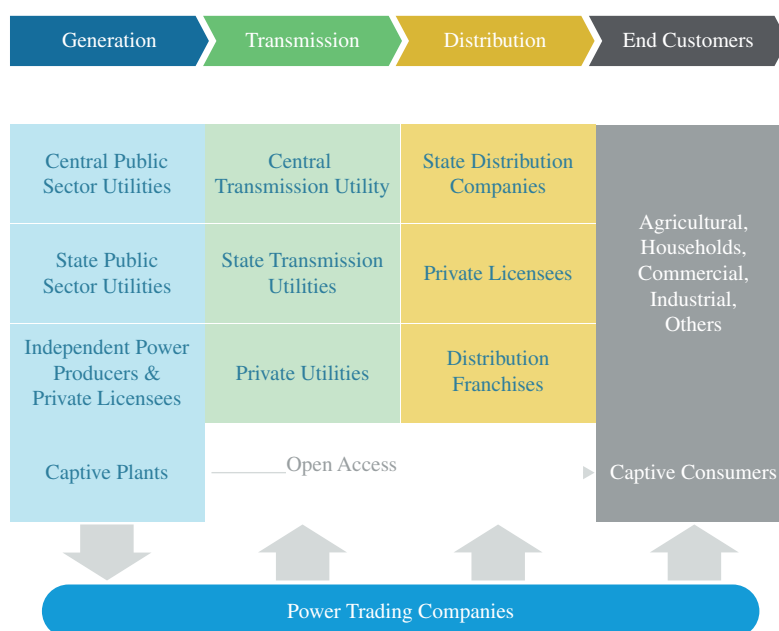 Generation
Transmission
Distribution
End Customers
Central Public
Sector Utilities
Central
Transmission Utility
State Distribution
Companies
Agricultural,
Households,
Commercial,
Industrial,
Others
State Public
Sector Utilities
State Transmission
Utilities
Private Licensees
Independent Power
Producers &
Private Licensees
Private Utilities
Distribution
Franchises
Captive Plants
Open Access
Captive Consumers
Power Trading Companies